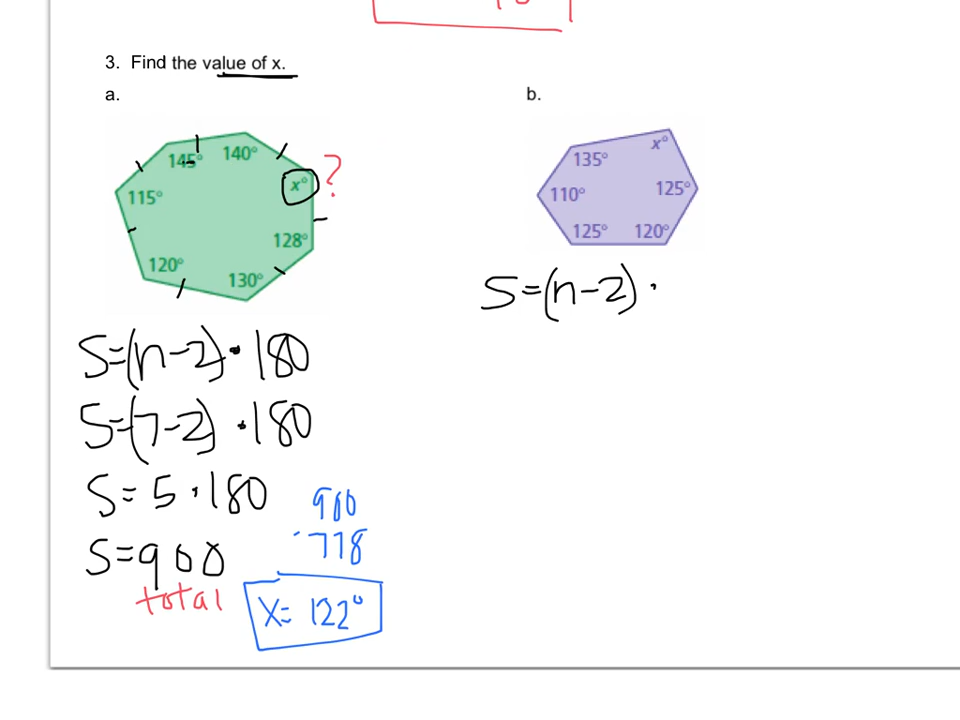 3. Find the value of x.
a.
b.
145°
140°
x°
?
115°
128°
120°
130°
S=(n-2)·180
S=(7-2)·180
S=5·180
S=900
total
900
-778
x=122°
135°
x°
110°
125°
125°
120°
S=(n-2)·